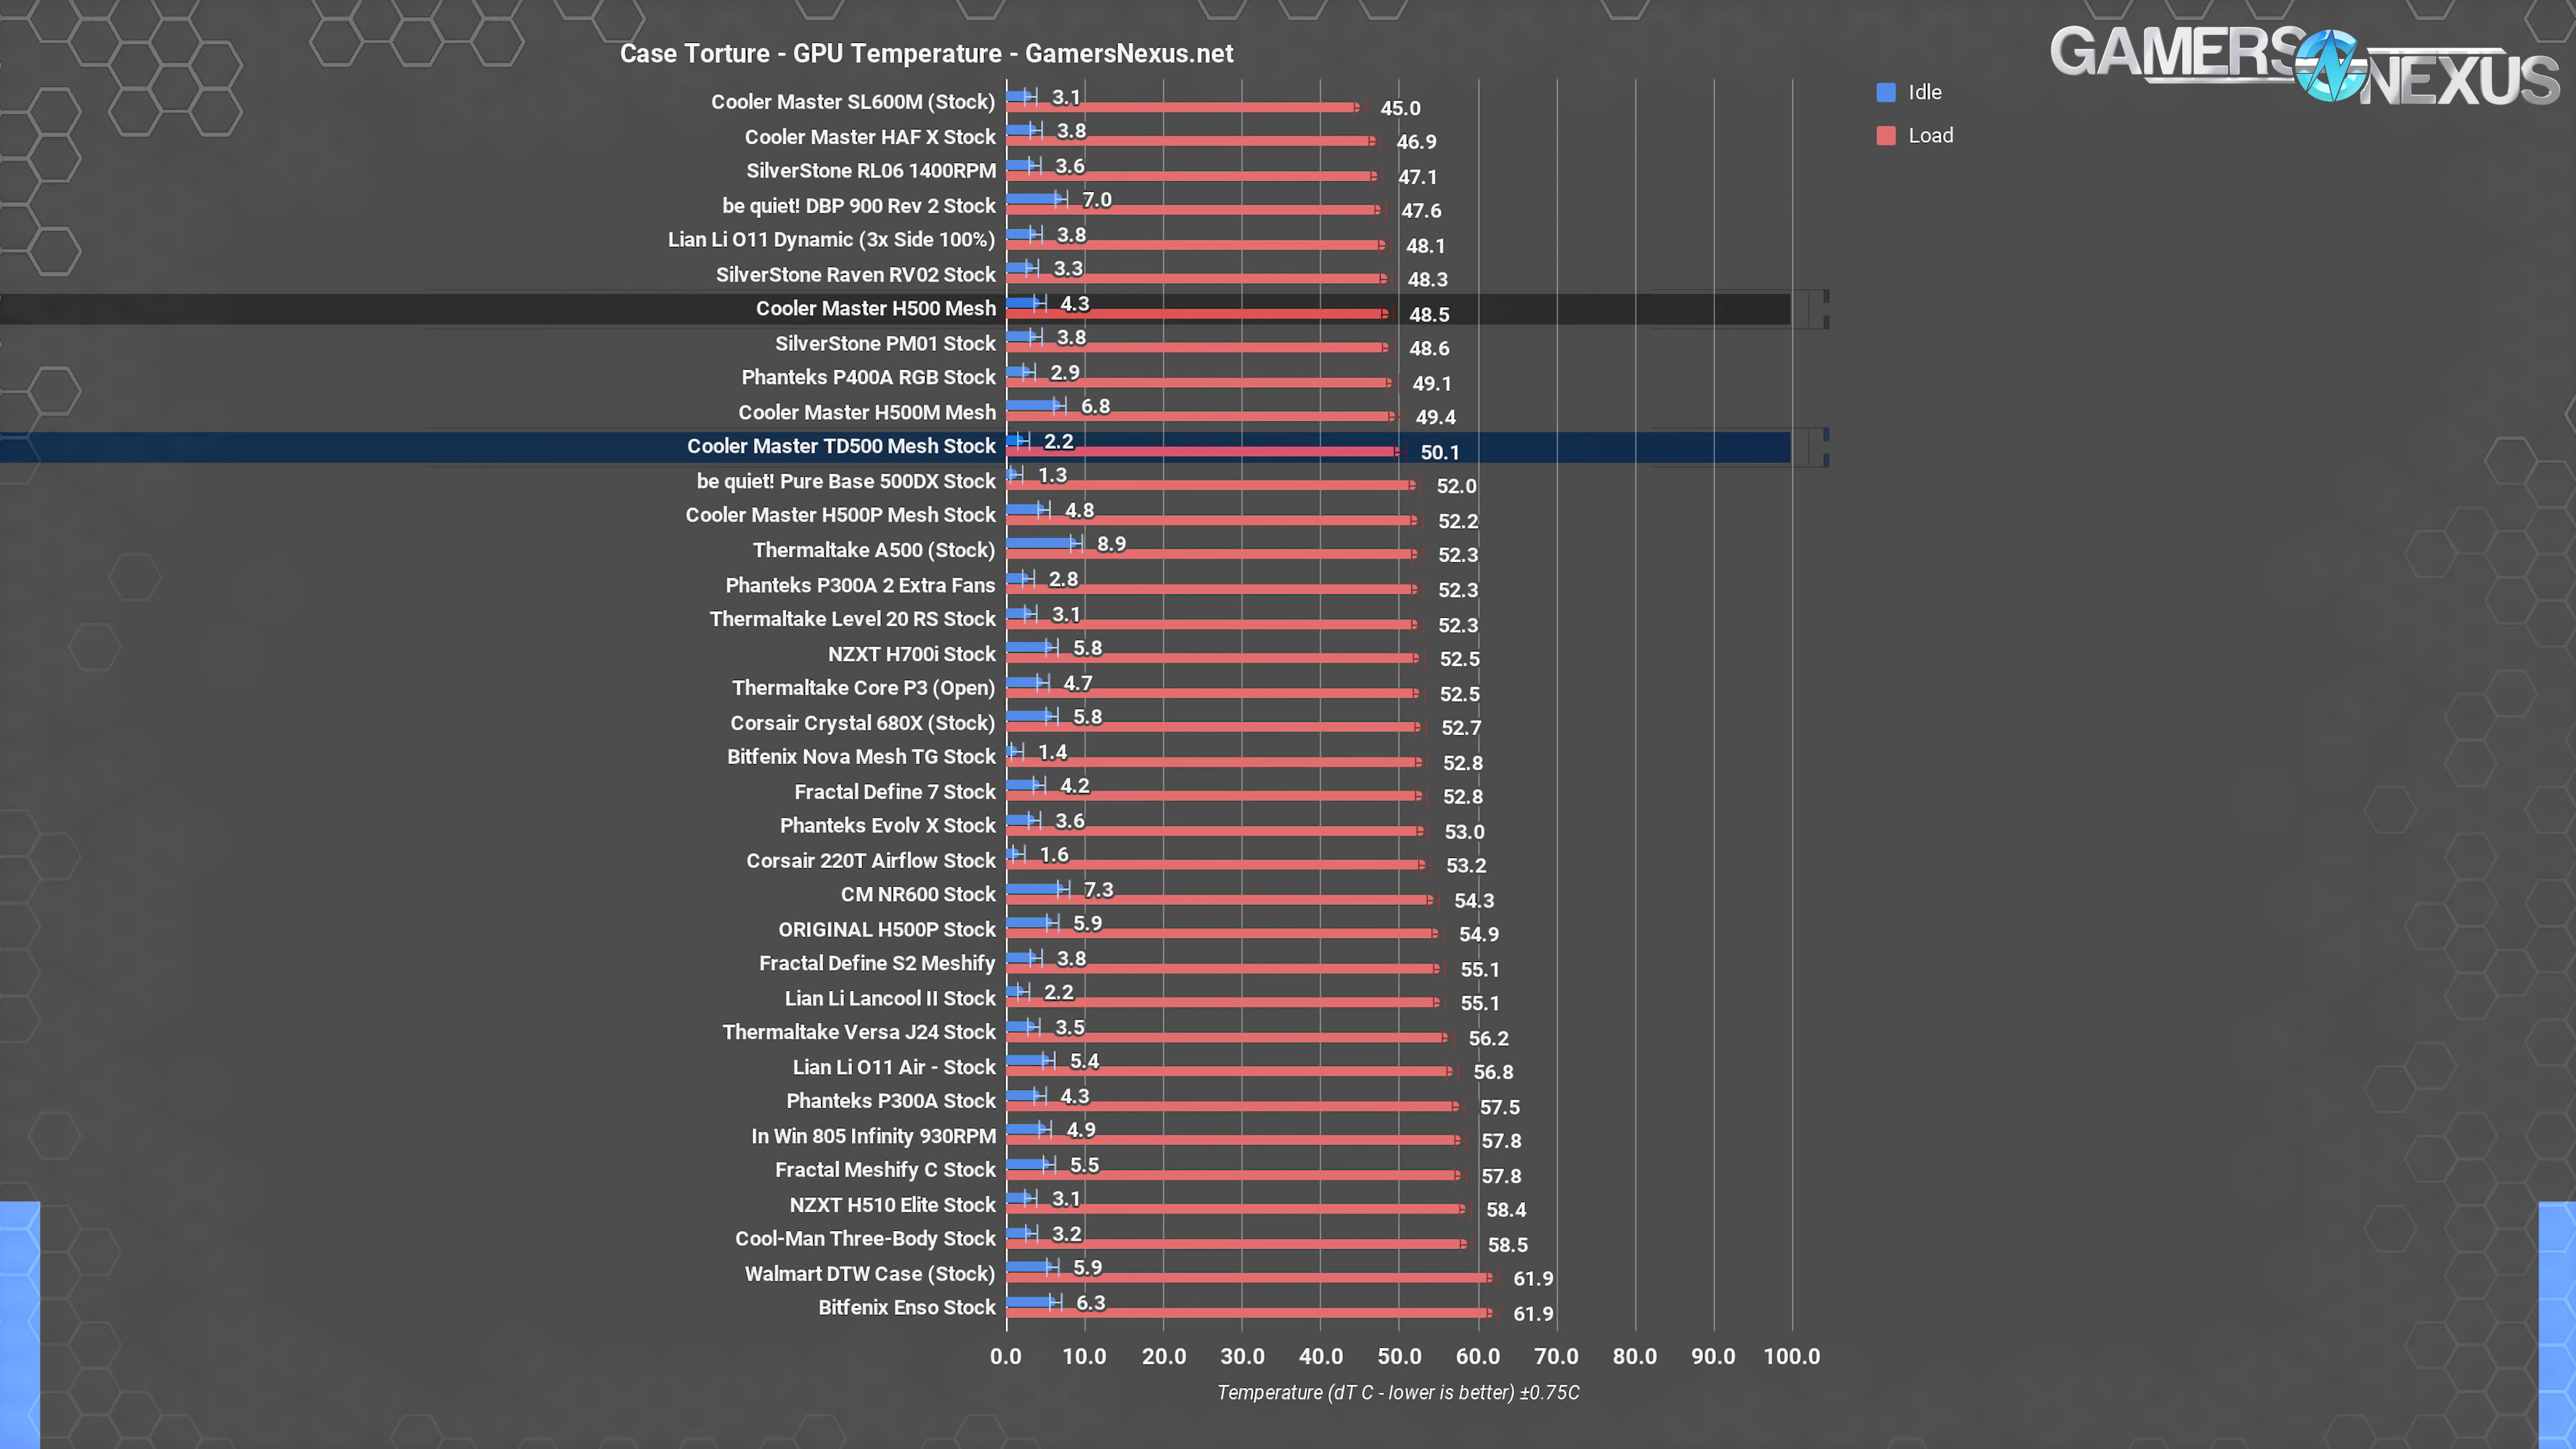 Case Torture - GPU Temperature - GamersNexus.net
GAMERS NEXUS
Idle
Load
Cooler Master SL600M (Stock) 3.1 45.0
Cooler Master HAF X Stock 3.8 46.9
SilverStone RL06 1400RPM 3.6 47.1
be quiet! DBP 900 Rev 2 Stock 7.0 47.6
Lian Li O11 Dynamic (3x Side 100%) 3.8 48.1
SilverStone Raven RV02 Stock 3.3 48.3
Cooler Master H500 Mesh 4.3 48.5
SilverStone PM01 Stock 3.8 48.6
Phanteks P400A RGB Stock 2.9 49.1
Cooler Master H500M Mesh 6.8 49.4
Cooler Master TD500 Mesh Stock 2.2 50.1
be quiet! Pure Base 500DX Stock 1.3 52.0
Cooler Master H500P Mesh Stock 4.8 52.2
Thermaltake A500 (Stock) 8.9 52.3
Phanteks P300A 2 Extra Fans 2.8 52.3
Thermaltake Level 20 RS Stock 3.1 52.3
NZXT H700i Stock 5.8 52.5
Thermaltake Core P3 (Open) 4.7 52.5
Corsair Crystal 680X (Stock) 5.8 52.7
Bitfenix Nova Mesh TG Stock 1.4 52.8
Fractal Define 7 Stock 4.2 52.8
Phanteks Evolv X Stock 3.6 53.0
Corsair 220T Airflow Stock 1.6 53.2
CM NR600 Stock 7.3 54.3
ORIGINAL H500P Stock 5.9 54.9
Fractal Define S2 Meshify 3.8 55.1
Lian Li Lancool II Stock 2.2 55.1
Thermaltake Versa J24 Stock 3.5 56.2
Lian Li O11 Air - Stock 5.4 56.8
Phanteks P300A Stock 4.3 57.5
In Win 805 Infinity 930RPM 4.9 57.8
Fractal Meshify C Stock 5.5 57.8
NZXT H510 Elite Stock 3.1 58.4
Cool-Man Three-Body Stock 3.2 58.5
Walmart DTW Case (Stock) 5.9 61.9
Bitfenix Enso Stock 6.3 61.9
0.0 10.0 20.0 30.0 40.0 50.0 60.0 70.0 80.0 90.0 100.0
Temperature (dT C - lower is better) ±0.75C